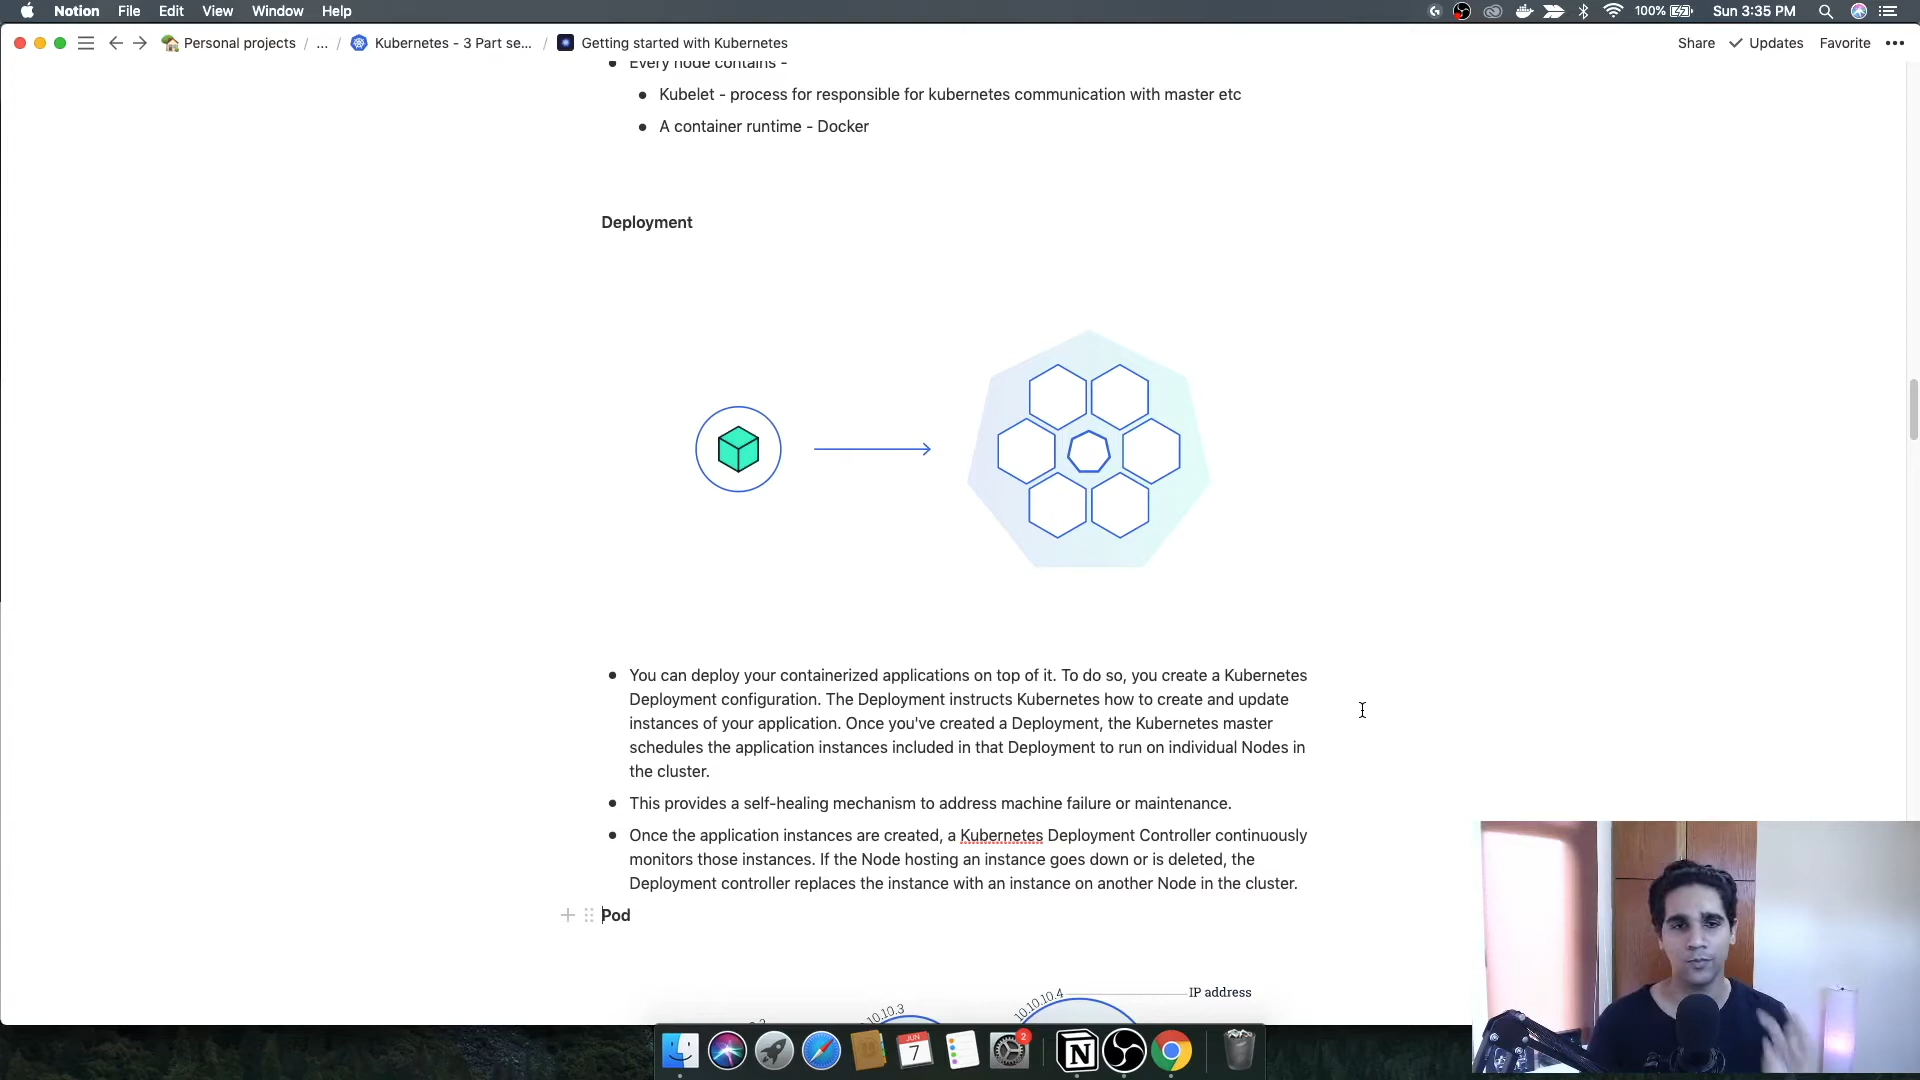 Notion File Edit View Window Help 100% Sun 3:35 PM
Personal projects / ... / Kubernetes - 3 Part se... / Getting started with Kubernetes Share Updates Favorite
Every node contains -
Kubelet - process for responsible for kubernetes communication with master etc
A container runtime - Docker
Deployment
You can deploy your containerized applications on top of it. To do so, you create a Kubernetes
Deployment configuration. The Deployment instructs Kubernetes how to create and update
instances of your application. Once you've created a Deployment, the Kubernetes master
schedules the application instances included in that Deployment to run on individual Nodes in
the cluster.
This provides a self-healing mechanism to address machine failure or maintenance.
Once the application instances are created, a Kubernetes Deployment Controller continuously
monitors those instances. If the Node hosting an instance goes down or is deleted, the
Deployment controller replaces the instance with an instance on another Node in the cluster.
Pod
10.10.10.4 IP address
JUN
7
2